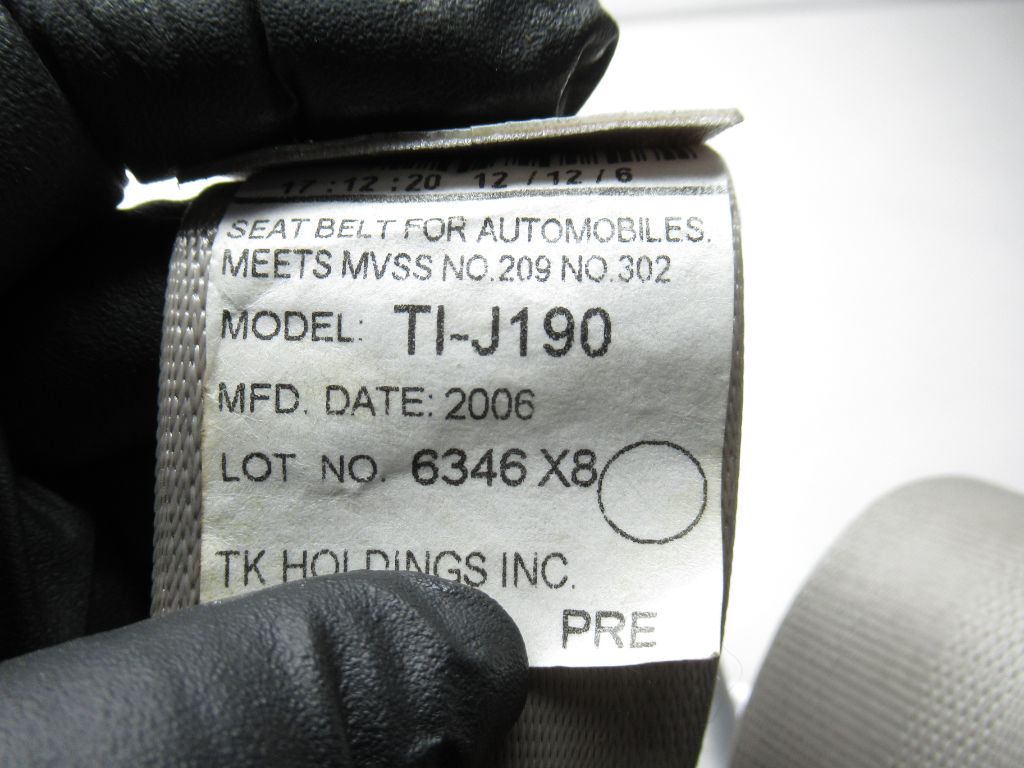 17:12:20 12/12/6
SEAT BELT FOR AUTOMOBILES.
MEETS MVSS NO.209 NO.302
MODEL: TI-J190
MFD. DATE: 2006
LOT NO. 6346 X8
TK HOLDINGS INC.
PRE